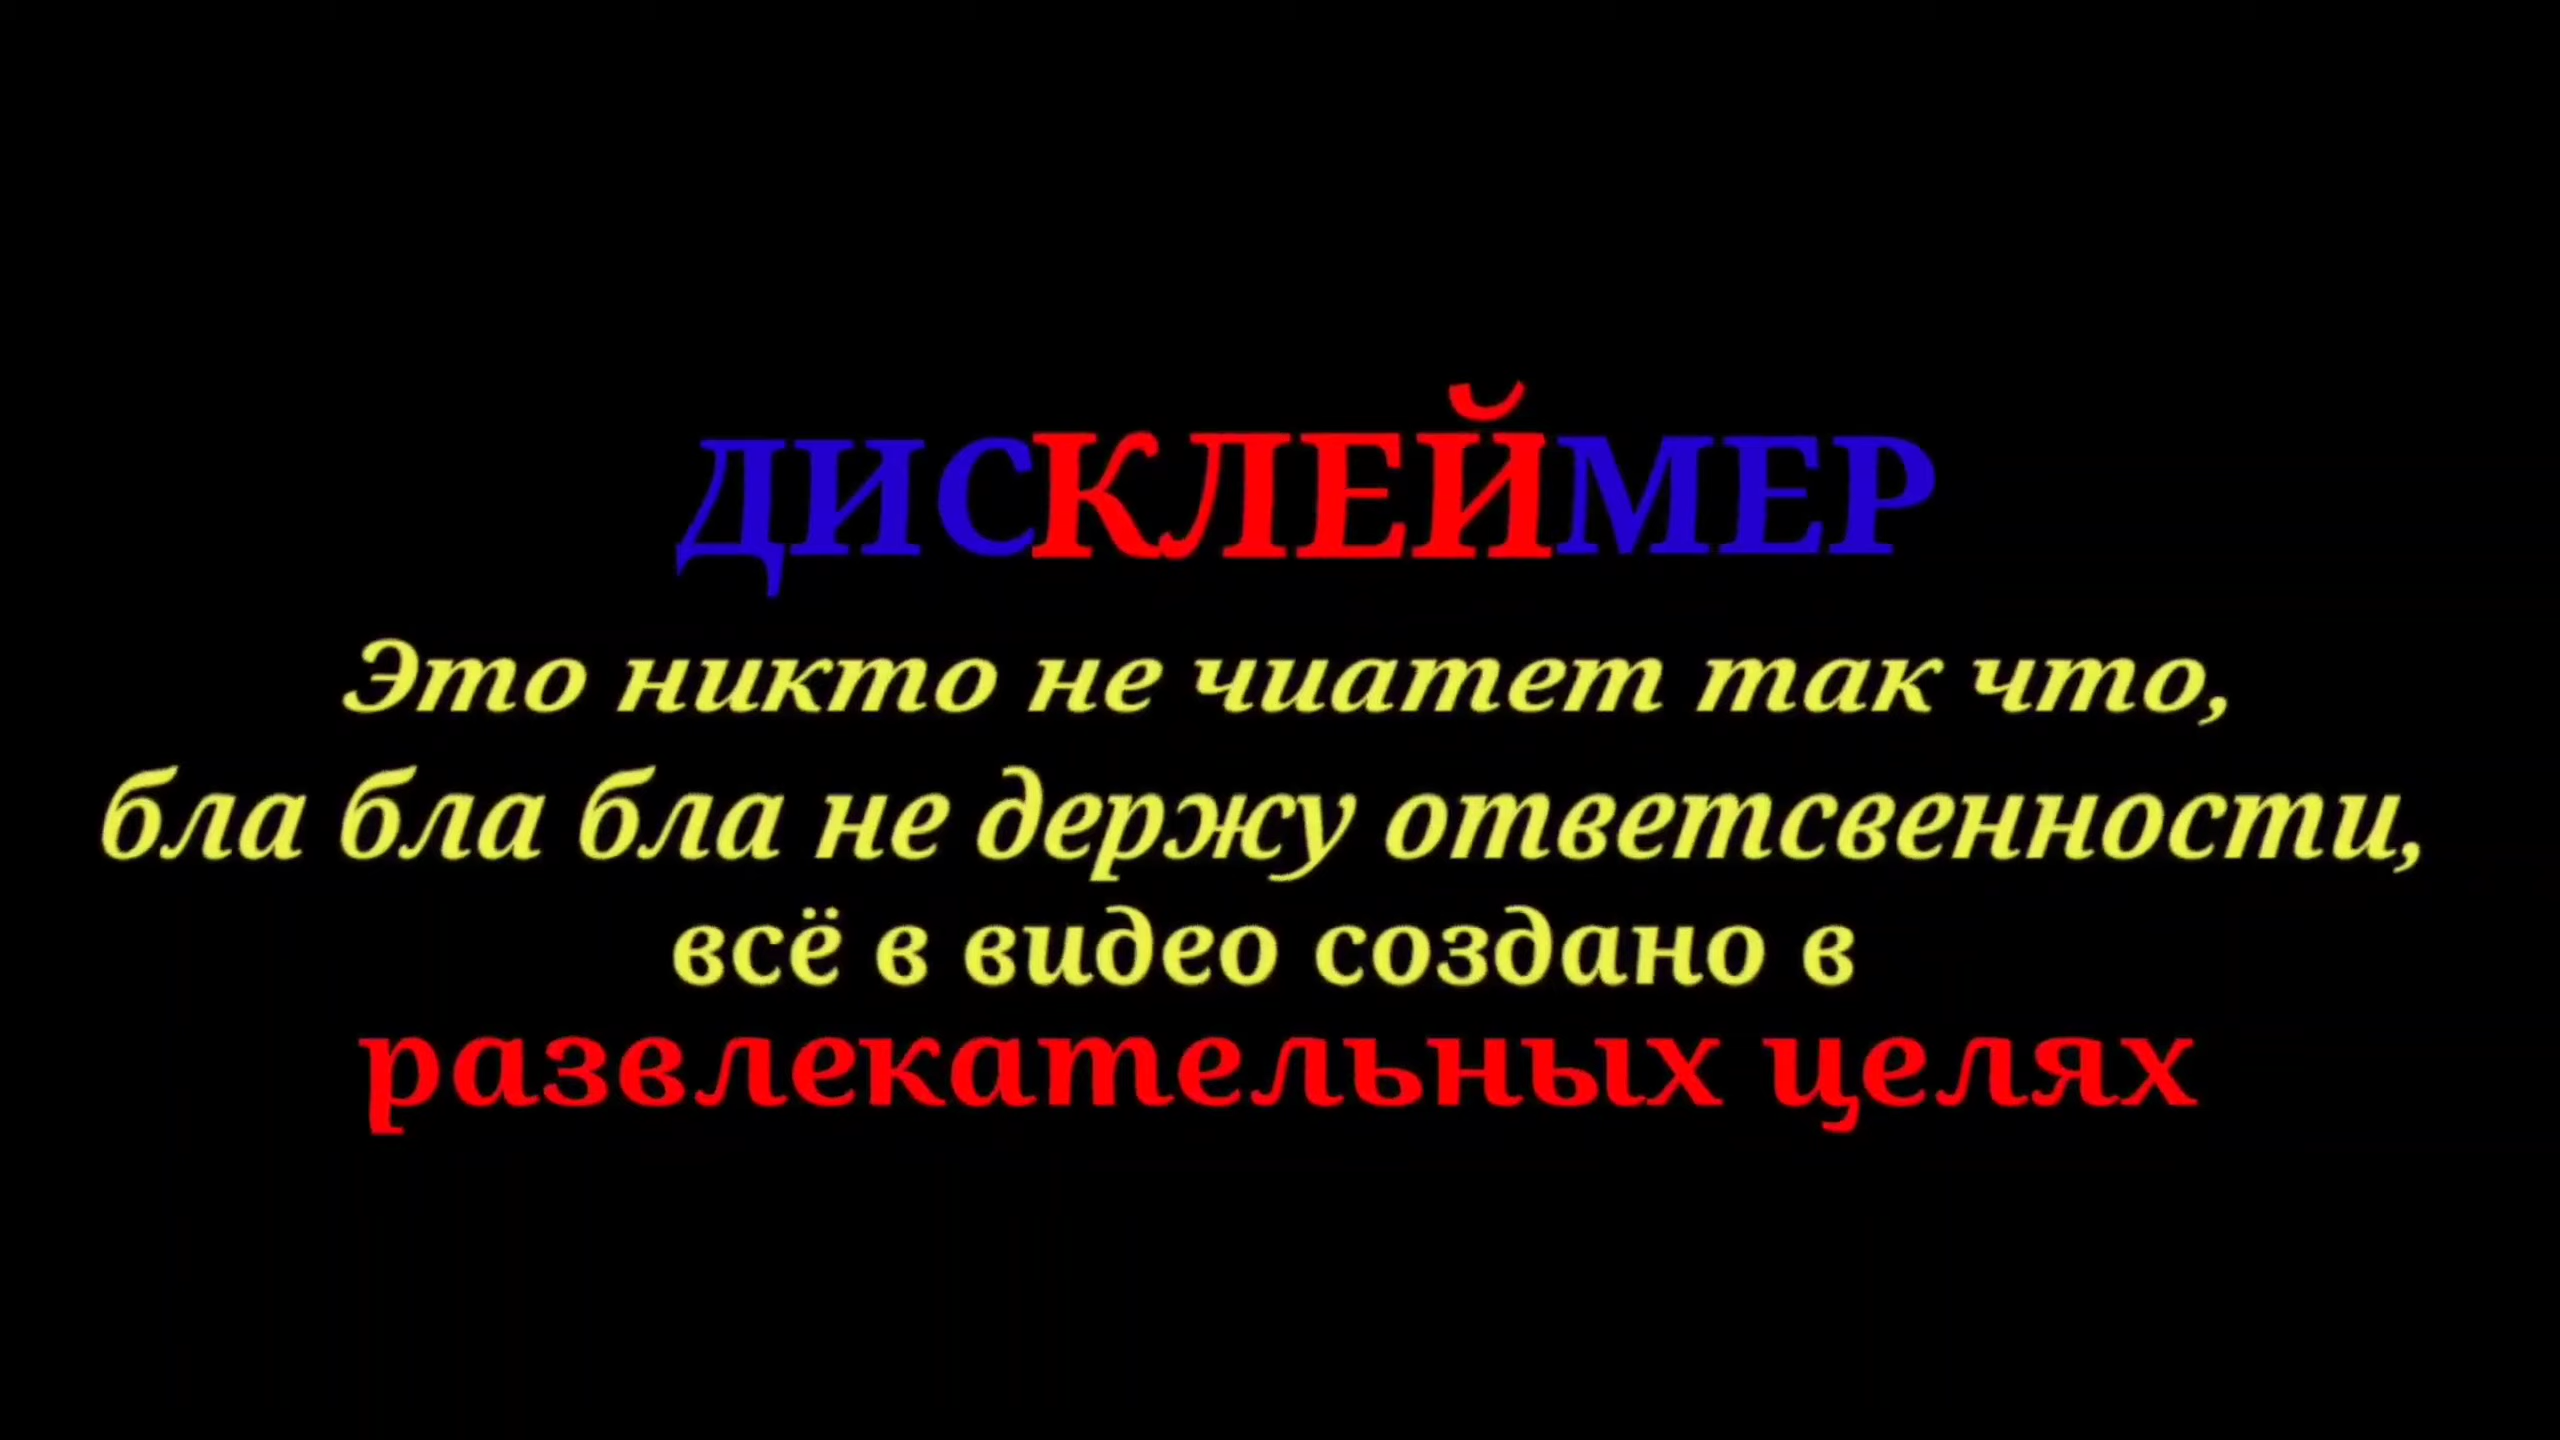 ДИСКЛЕЙМЕР
Это никто не чиатет так что,
бла бла бла не держу ответсвенности,
всё в видео создано в
развлекательных целях